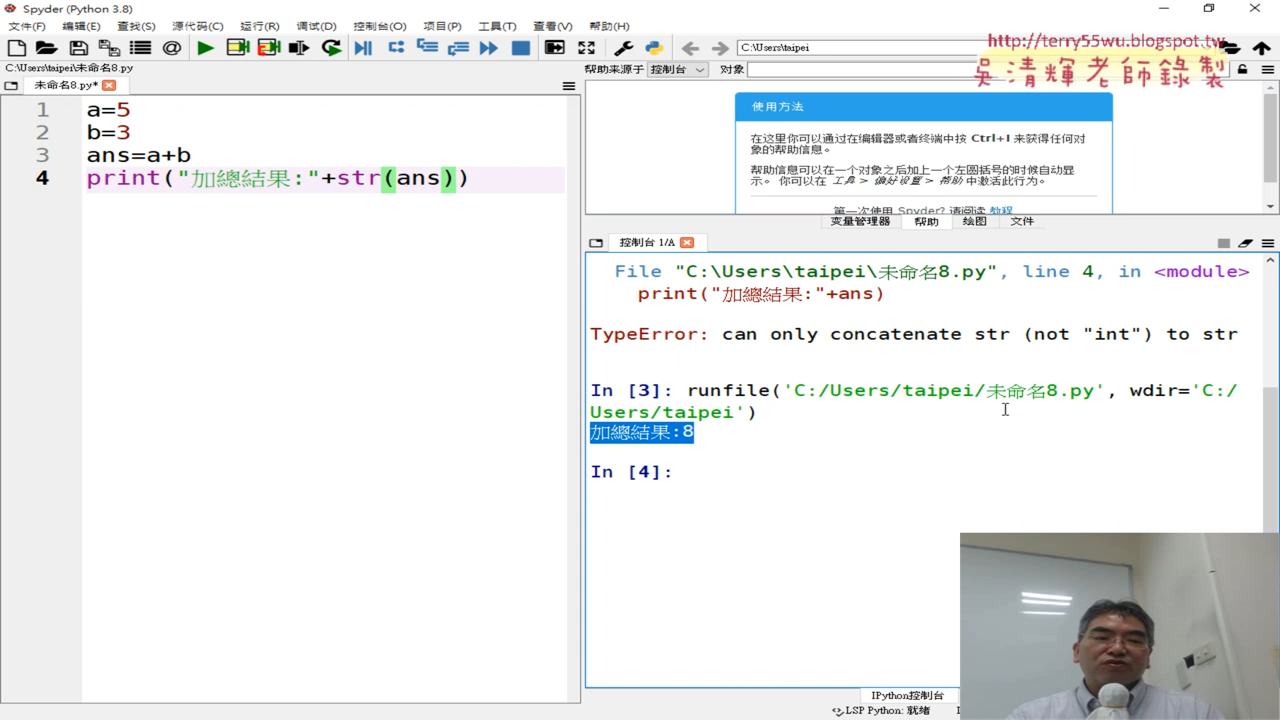 Spyder (Python 3.8)
文件(F) 编辑(E) 查找(S) 源代码(C) 运行(R) 调试(D) 控制台(O) 项目(P) 工具(T) 查看(V) 帮助(H)
C:\Users\taipei
http://terry55wu.blogspot.tw
吳清輝老師錄製
C:\Users\taipei\未命名8.py
帮助来源于 控制台 对象
未命名8.py*
1 a=5
2 b=3
3 ans=a+b
4 print("加總結果:"+str(ans))
使用方法
在这里你可以通过在编辑器或者终端中按 Ctrl+I 来获得任何对
象的帮助信息。
帮助信息可以在一个对象之后加上一个左圆括号的时候自动显
示。 你可以在 工具 > 偏好设置 > 帮助 中激活此行为。
第一次使用 Spyder? 请阅读 教程
变量管理器 帮助 绘图 文件
控制台 1/A
File "C:\Users\taipei\未命名8.py", line 4, in <module>
print("加總結果:"+ans)
TypeError: can only concatenate str (not "int") to str
In [3]: runfile('C:/Users/taipei/未命名8.py', wdir='C:/
Users/taipei')
加總結果:8
In [4]:
IPython控制台
LSP Python: 就绪